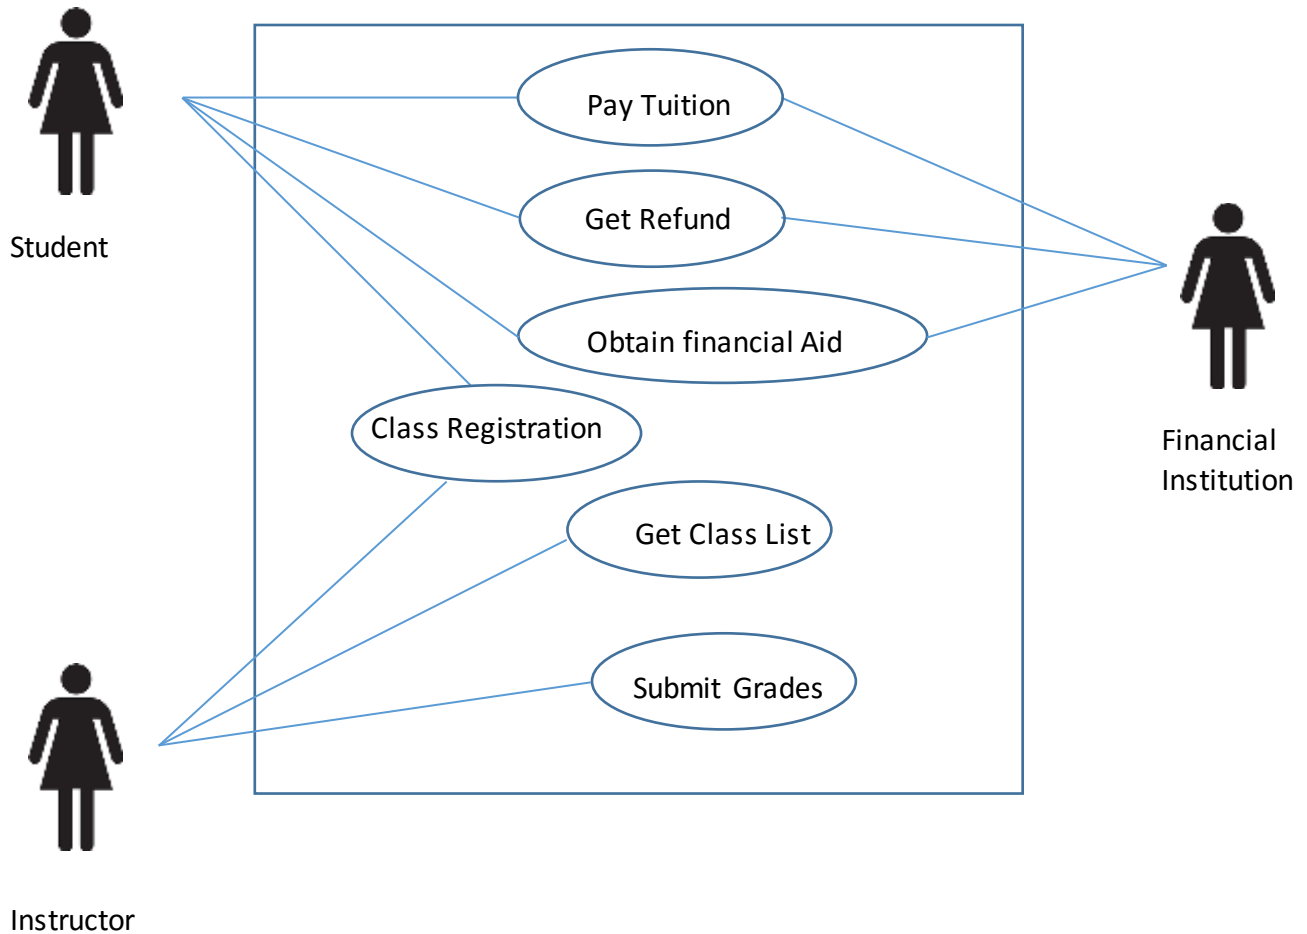 Pay Tuition
Get Refund
Student
Obtain financial Aid
Class Registration
Financial
Institution
Get Class List
Submit Grades
Instructor